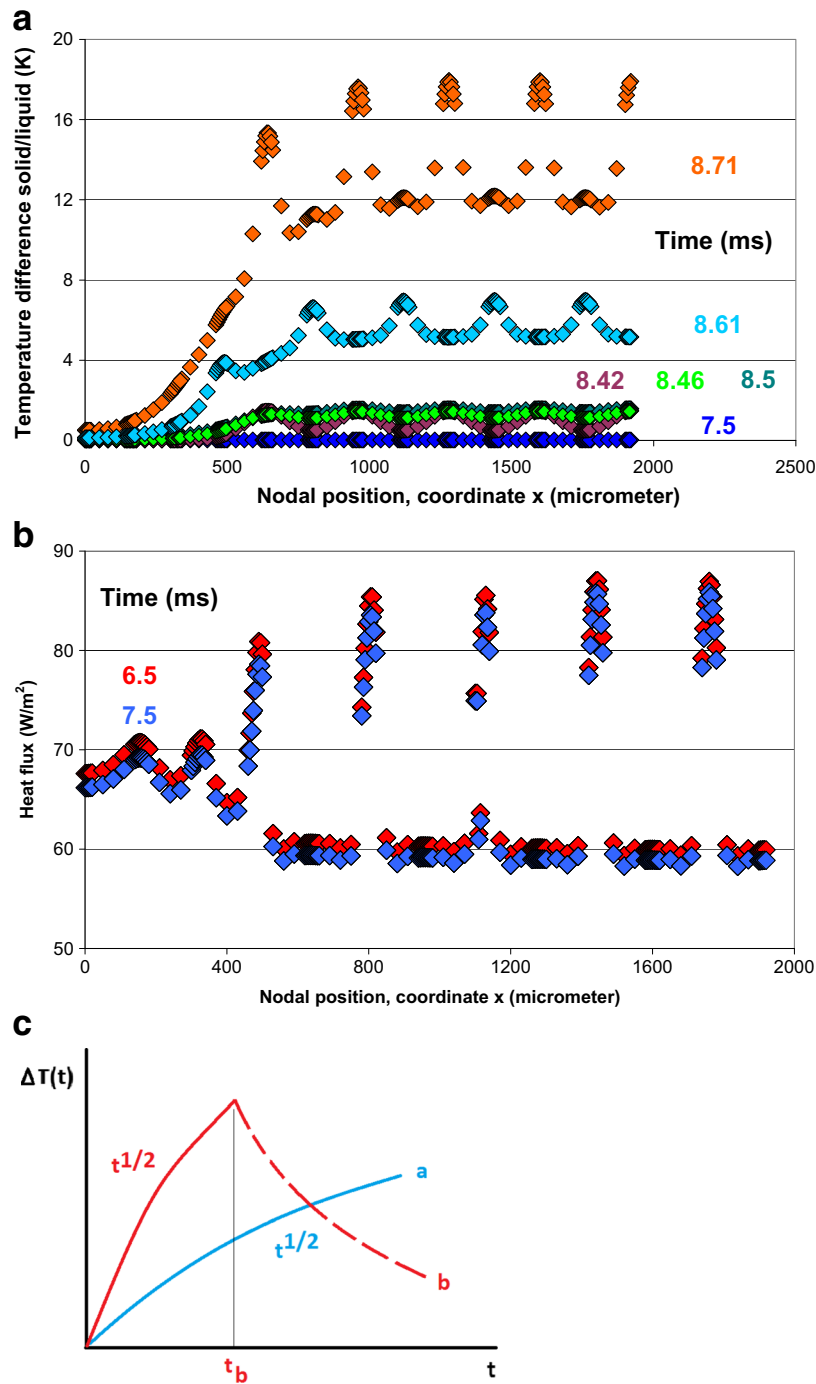 a
Temperature difference solid/liquid (K)
20
16
12
8
4
0
8.71
Time (ms)
8.61
8.42 8.46 8.5
7.5
0 500 1000 1500 2000 2500
Nodal position, coordinate x (micrometer)
b
Heat flux (W/m²)
90
80
70
60
50
Time (ms)
6.5
7.5
0 400 800 1200 1600 2000
Nodal position, coordinate x (micrometer)
c
ΔT(t)
t^1/2
a
t^1/2
b
t_b
t